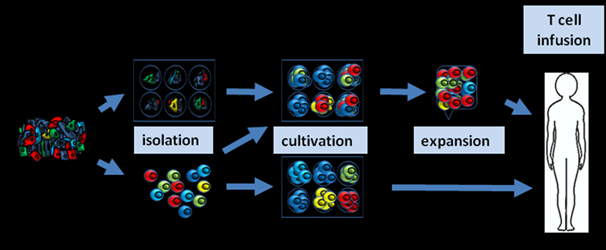 T cell
infusion
isolation
cultivation
expansion